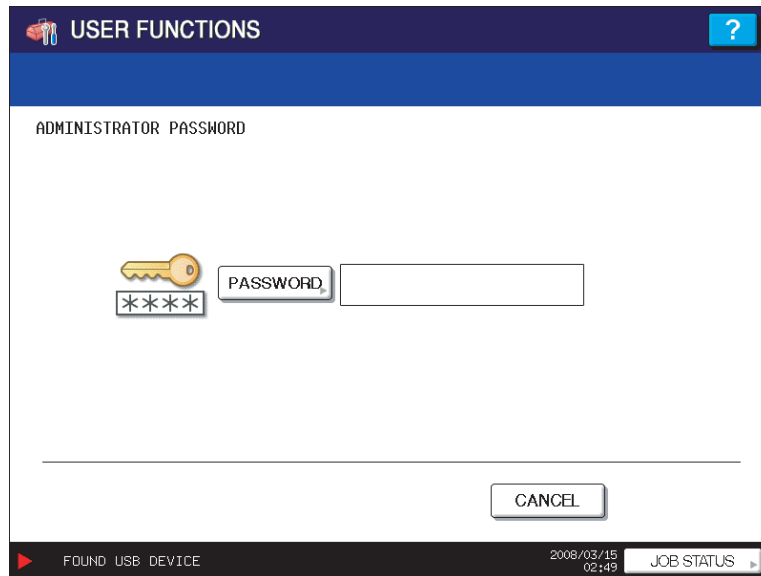 USER FUNCTIONS
?
ADMINISTRATOR PASSWORD
PASSWORD
****
CANCEL
FOUND USB DEVICE
2008/03/15
02:49
JOB STATUS